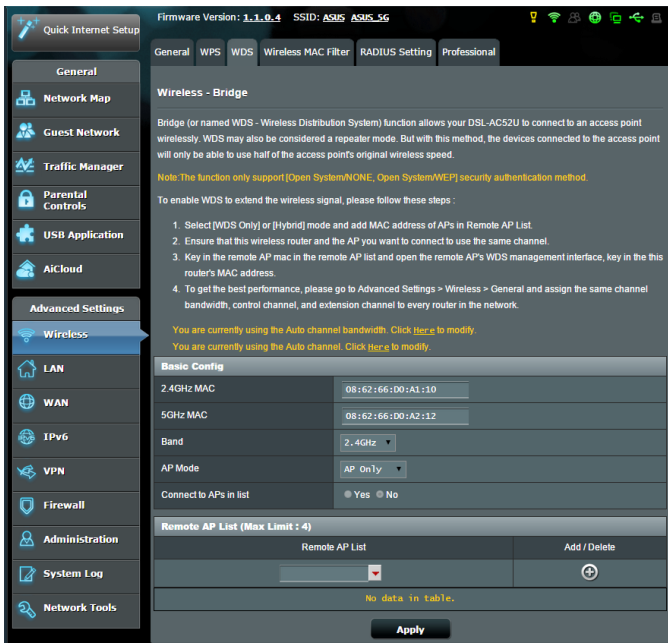 Quick Internet Setup
Firmware Version: 1.1.0.4 SSID: ASUS ASUS_5G
General WPS WDS Wireless MAC Filter RADIUS Setting Professional
General
Network Map
Guest Network
Traffic Manager
Parental
Controls
USB Application
AiCloud
Advanced Settings
Wireless
LAN
WAN
IPv6
VPN
Firewall
Administration
System Log
Network Tools
Wireless - Bridge
Bridge (or named WDS - Wireless Distribution System) function allows your DSL-AC52U to connect to an access point
wirelessly. WDS may also be considered a repeater mode. But with this method, the devices connected to the access point
will only be able to use half of the access point's original wireless speed.
Note:The function only support [Open System/NONE, Open System/WEP] security authentication method.
To enable WDS to extend the wireless signal, please follow these steps :
1. Select [WDS Only] or [Hybrid] mode and add MAC address of APs in Remote AP List.
2. Ensure that this wireless router and the AP you want to connect to use the same channel.
3. Key in the remote AP mac in the remote AP list and open the remote AP's WDS management interface, key in the this
router's MAC address.
4. To get the best performance, please go to Advanced Settings > Wireless > General and assign the same channel
bandwidth, control channel, and extension channel to every router in the network.
You are currently using the Auto channel bandwidth. Click Here to modify.
You are currently using the Auto channel. Click Here to modify.
Basic Config
2.4GHz MAC 08:62:66:D0:A1:10
5GHz MAC 08:62:66:D0:A2:12
Band 2.4GHz
AP Mode AP Only
Connect to APs in list Yes No
Remote AP List (Max Limit : 4)
Remote AP List Add / Delete
No data in table.
Apply